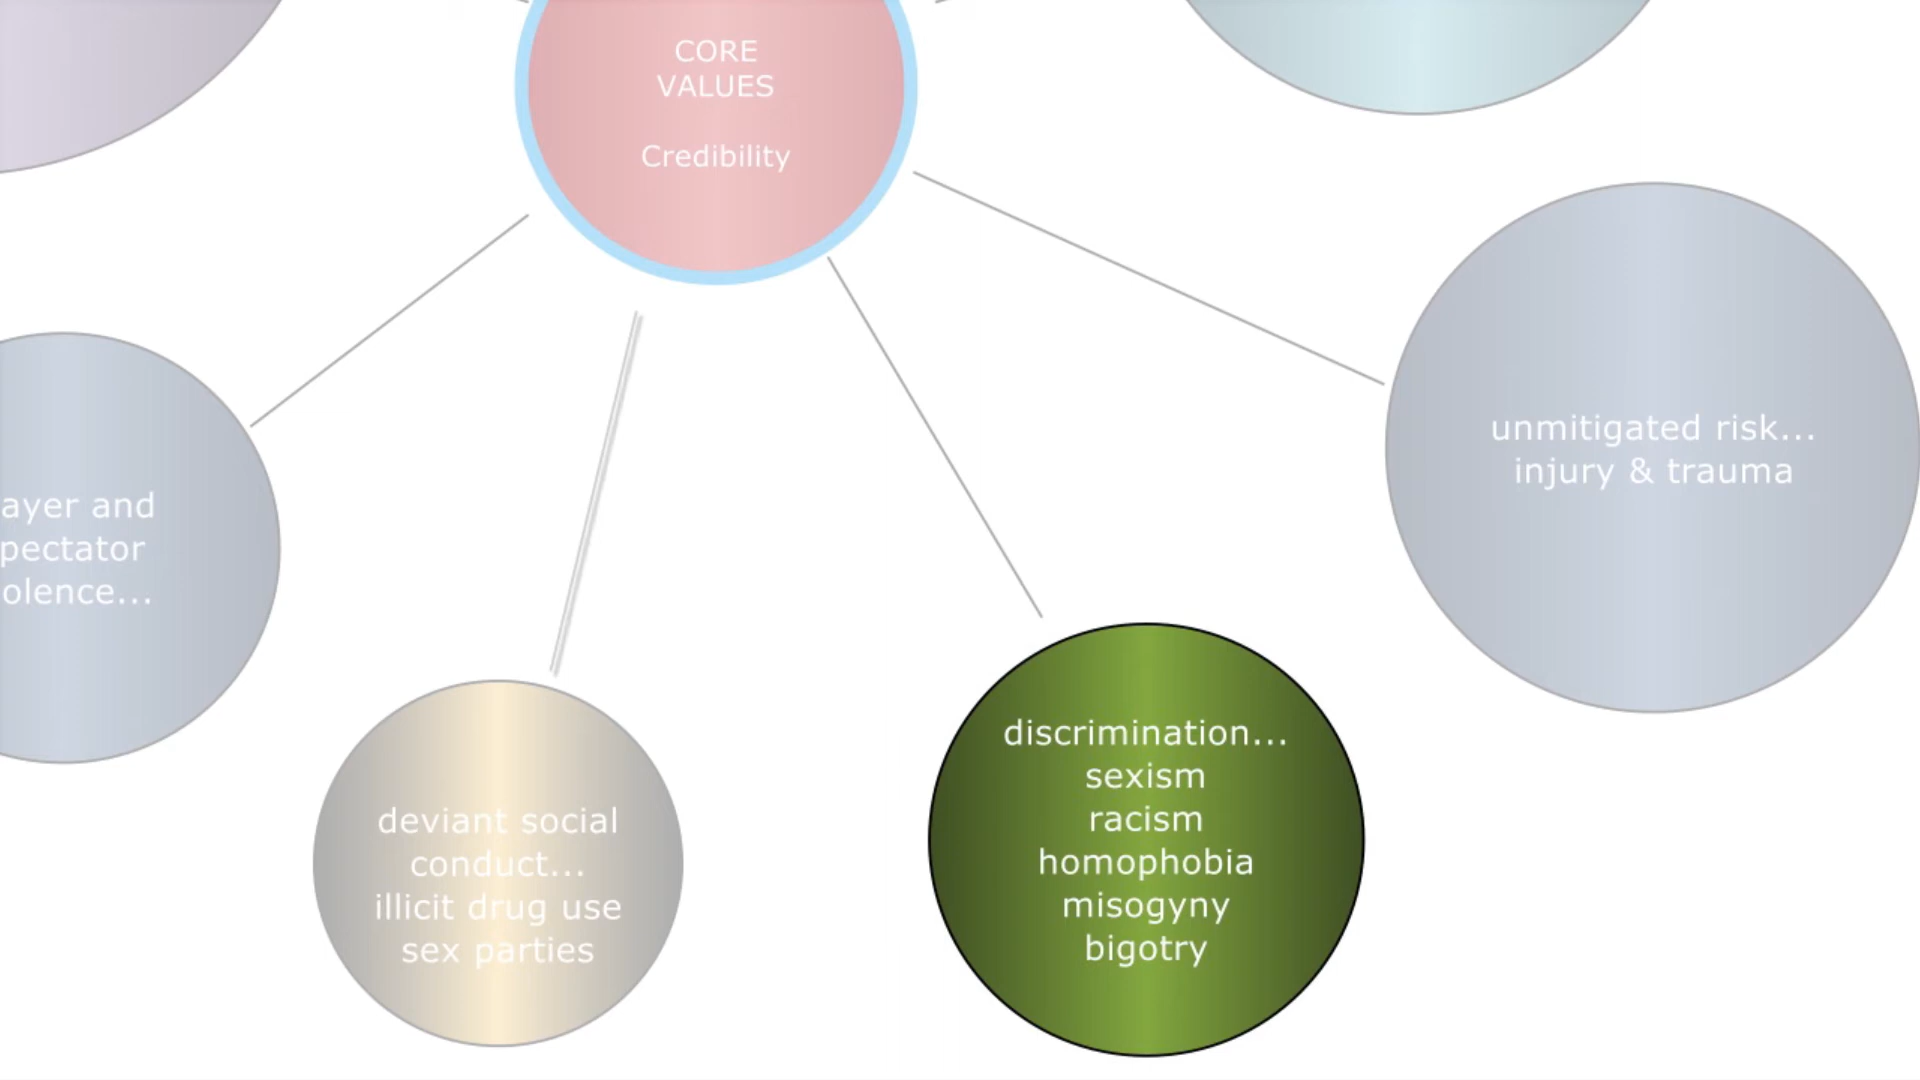 CORE
VALUES
Credibility
unmitigated risk...
injury & trauma
ayer and
pectator
olence...
deviant social
conduct...
illicit drug use
sex parties
discrimination...
sexism
racism
homophobia
misogyny
bigotry